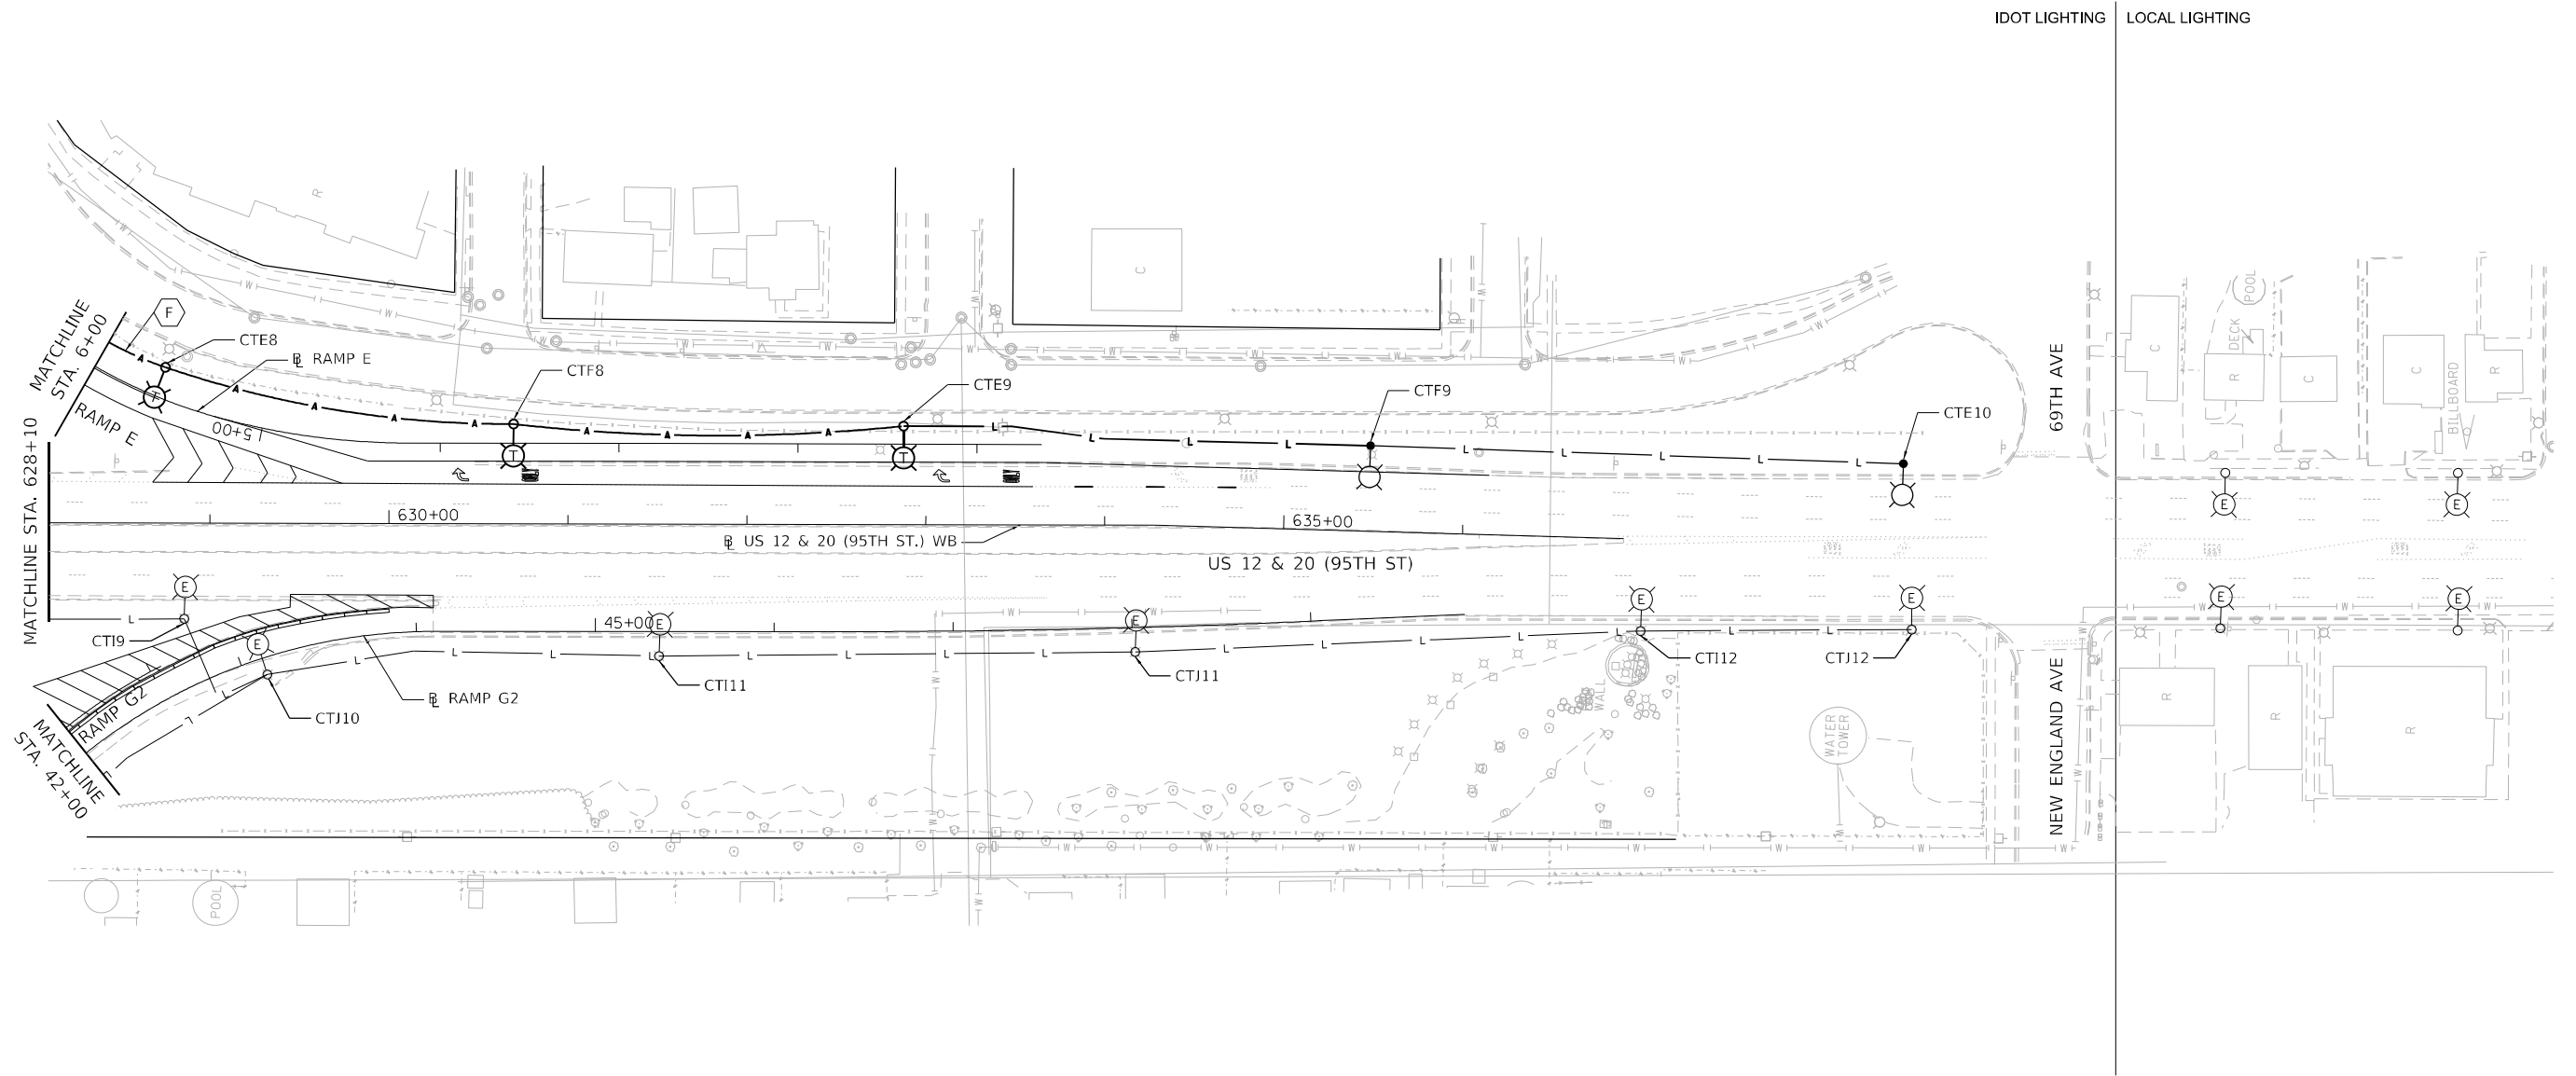 IDOT LIGHTING
LOCAL LIGHTING
R
C
MATCHLINE
STA. 6+00
F
CTE8
℄ RAMP E
CTF8
CTE9
CTF9
CTE10
69TH AVE
C
DECK
POOL
R
C
C
BILLBOARD
R
RAMP E
15+00
T
T
T
A A A A A A A A A
L L L L L L L L L
MATCHLINE STA. 628+10
630+00
635+00
E
E
℄ US 12 & 20 (95TH ST.) WB
US 12 & 20 (95TH ST)
E
E
E
E
E
E
E
E
CTI9
45+00
L L L L L L L L L L L L L
CTI11
CTJ11
CTI12
CTJ12
℄ RAMP G2
CTJ10
RAMP G2
MATCHLINE
STA. 42+00
WALL
WATER
TOWER
NEW ENGLAND AVE
R
R
R
POOL